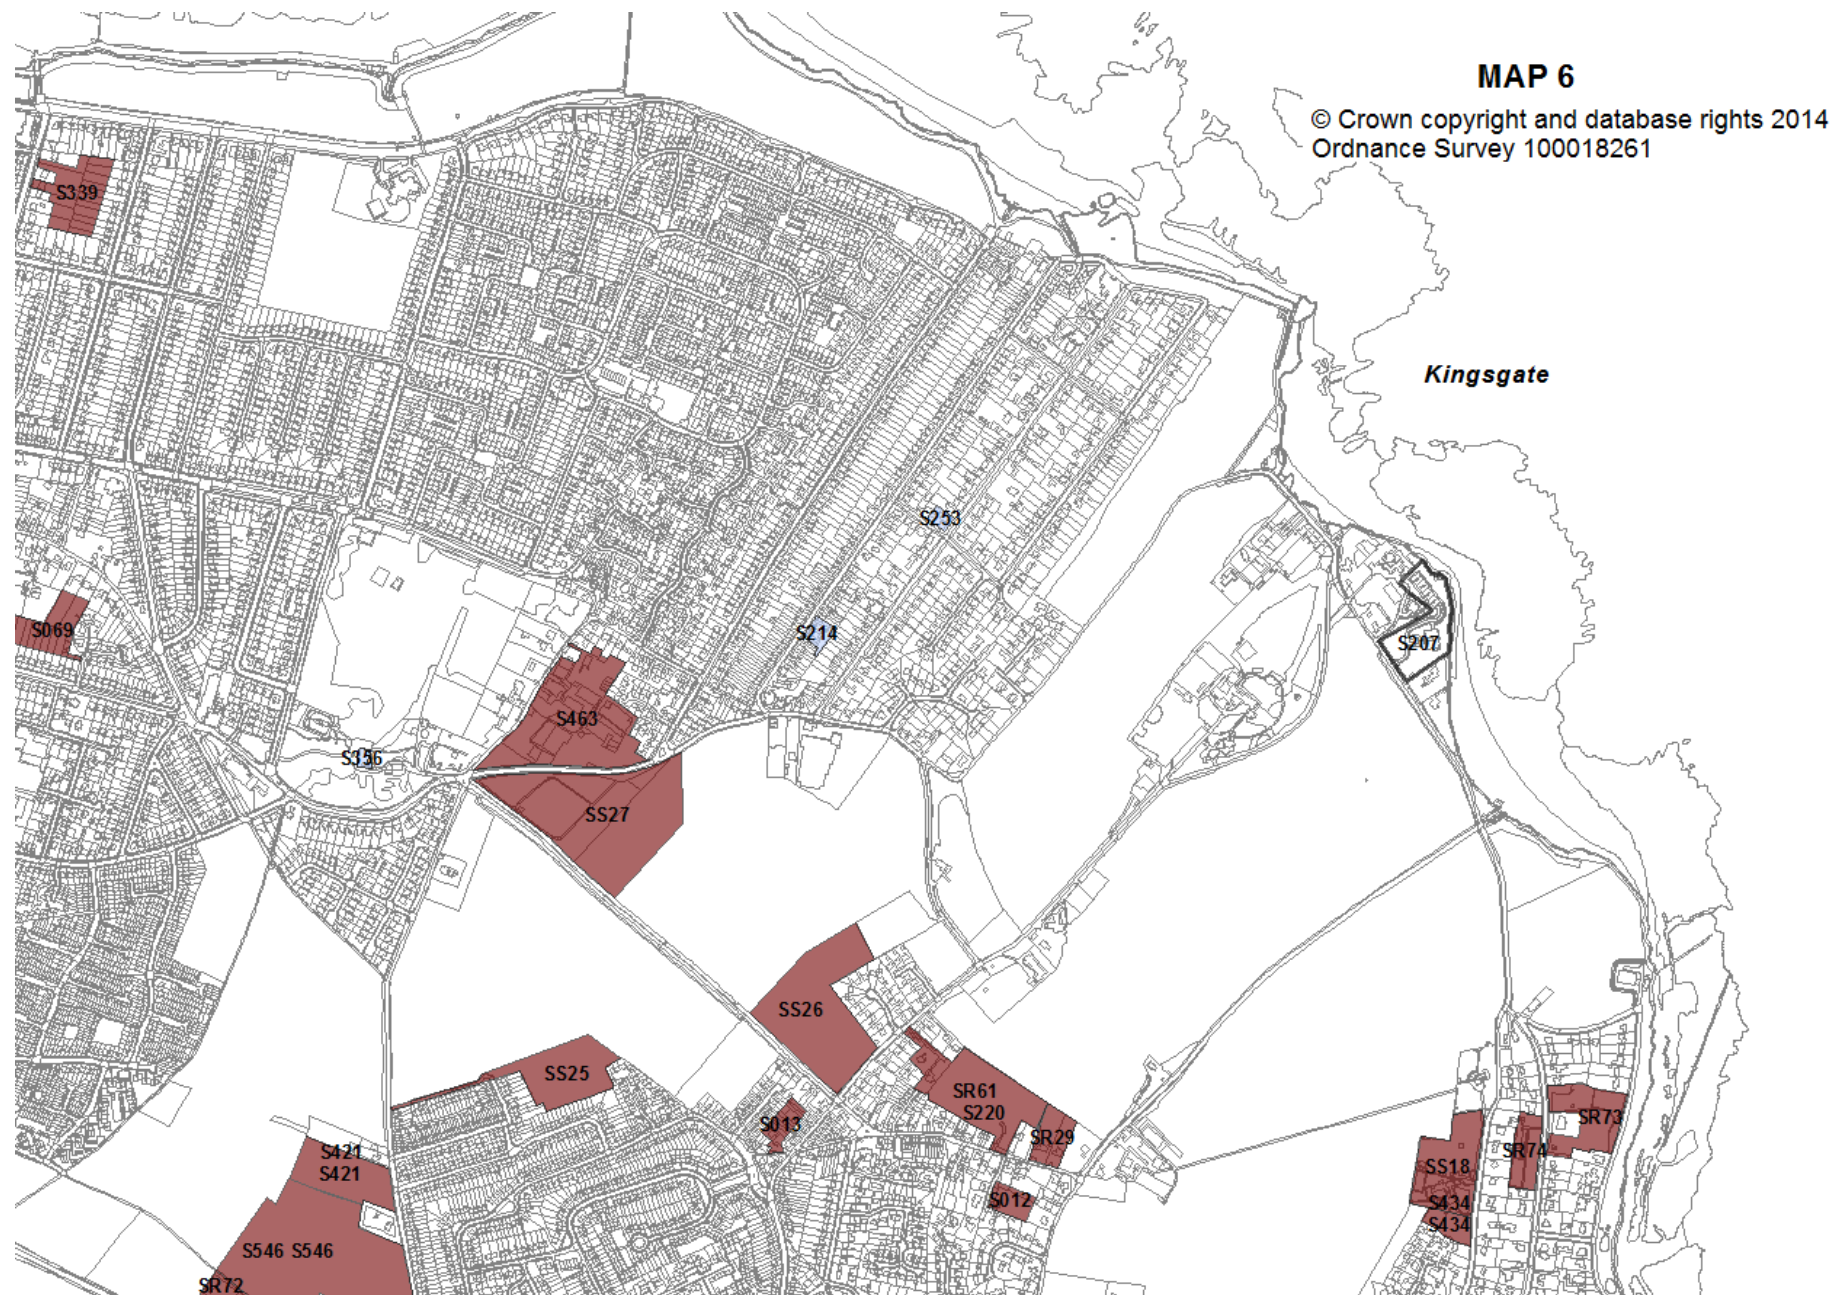 MAP 6
© Crown copyright and database rights 2014
Ordnance Survey 100018261
S339
Kingsgate
S253
S069
S214
S207
S463
S356
SS27
SS26
SS25
SR61
S220
S013
SR29
SR73
S421
S421
SR74
SS18
S012
S434
S434
S546 S546
SR72